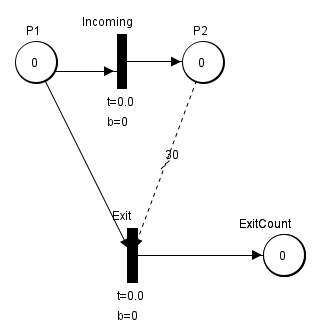 Incoming
P1
P2
0
0
t=0.0
b=0
30
Exit
ExitCount
0
t=0.0
b=0